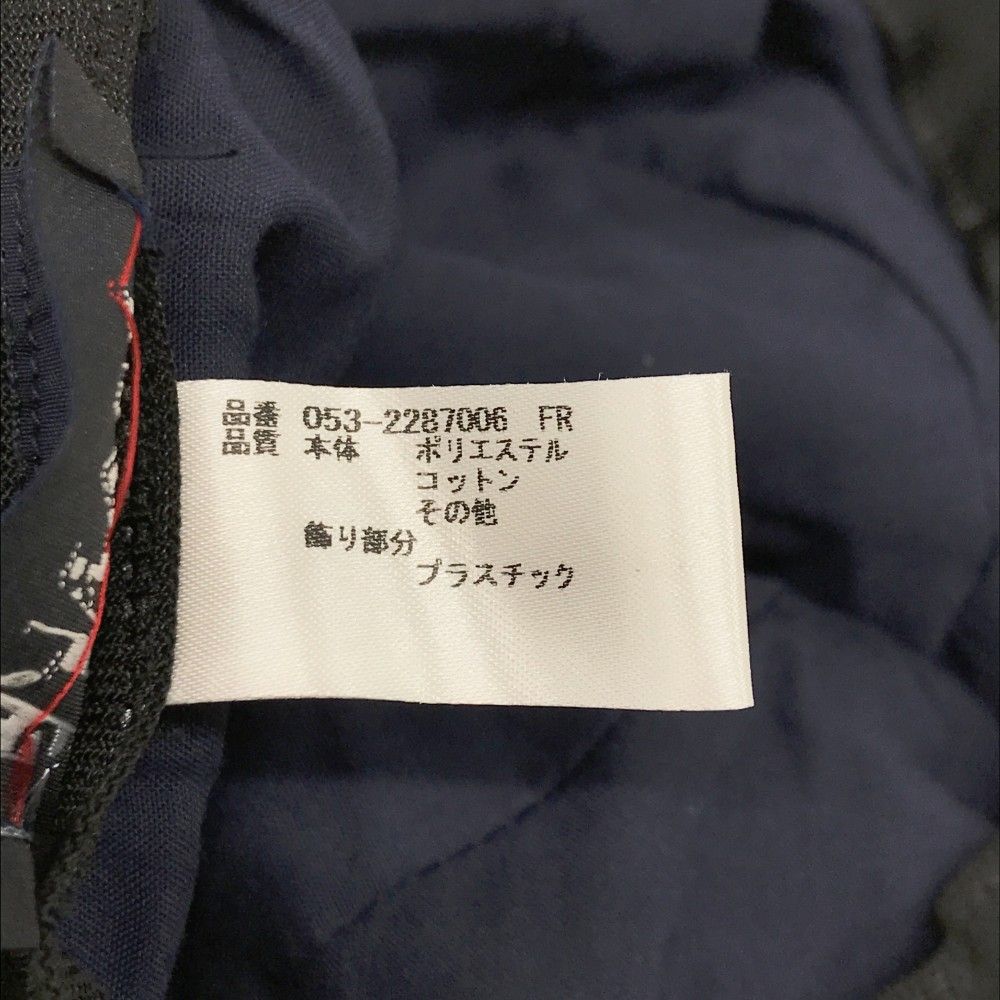 品番 053-2287006 FR
品質 本体 ポリエステル
コットン
その他
飾り部分
プラスチック